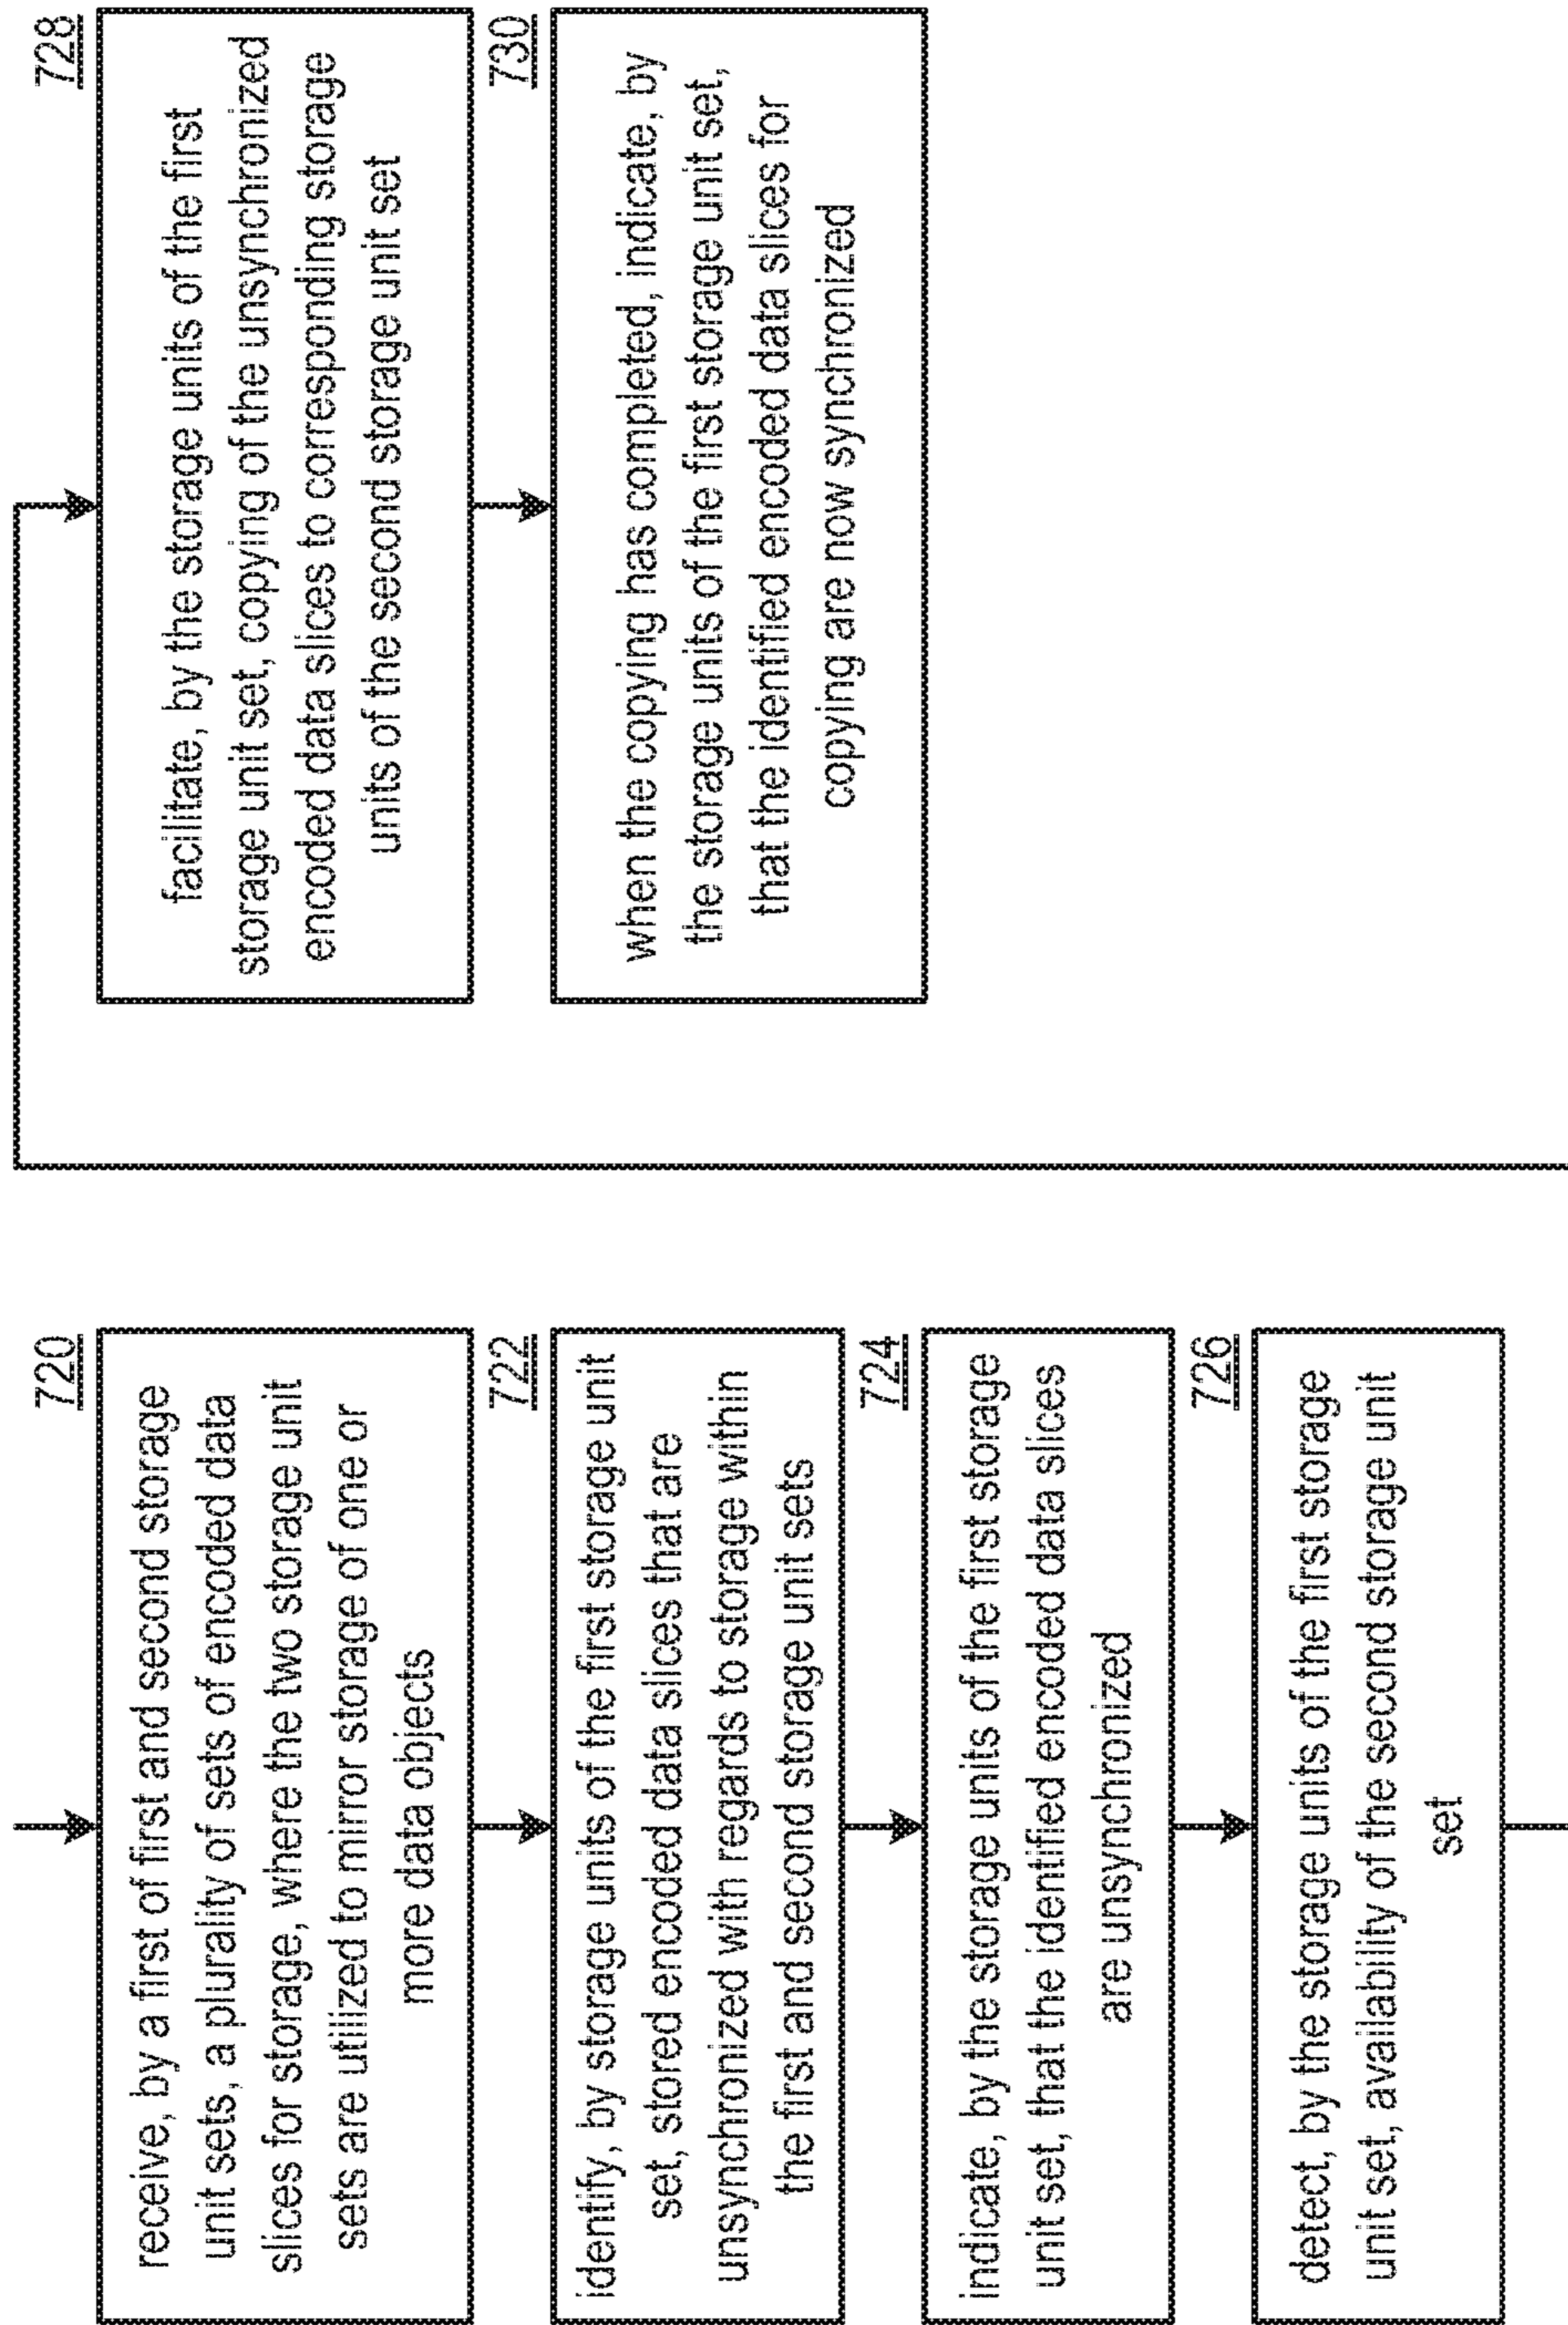 720
receive, by a first of first and second storage
unit sets, a plurality of sets of encoded data
slices for storage, where the two storage unit
sets are utilized to mirror storage of one or
more data objects
722
identify, by storage units of the first storage unit
set, stored encoded data slices that are
unsynchronized with regards to storage within
the first and second storage unit sets
724
indicate, by the storage units of the first storage
unit set, that the identified encoded data slices
are unsynchronized
726
detect, by the storage units of the first storage
unit set, availability of the second storage unit
set
728
facilitate, by the storage units of the first
storage unit set, copying of the unsynchronized
encoded data slices to corresponding storage
units of the second storage unit set
730
when the copying has completed, indicate, by
the storage units of the first storage unit set,
that the identified encoded data slices for
copying are now synchronized